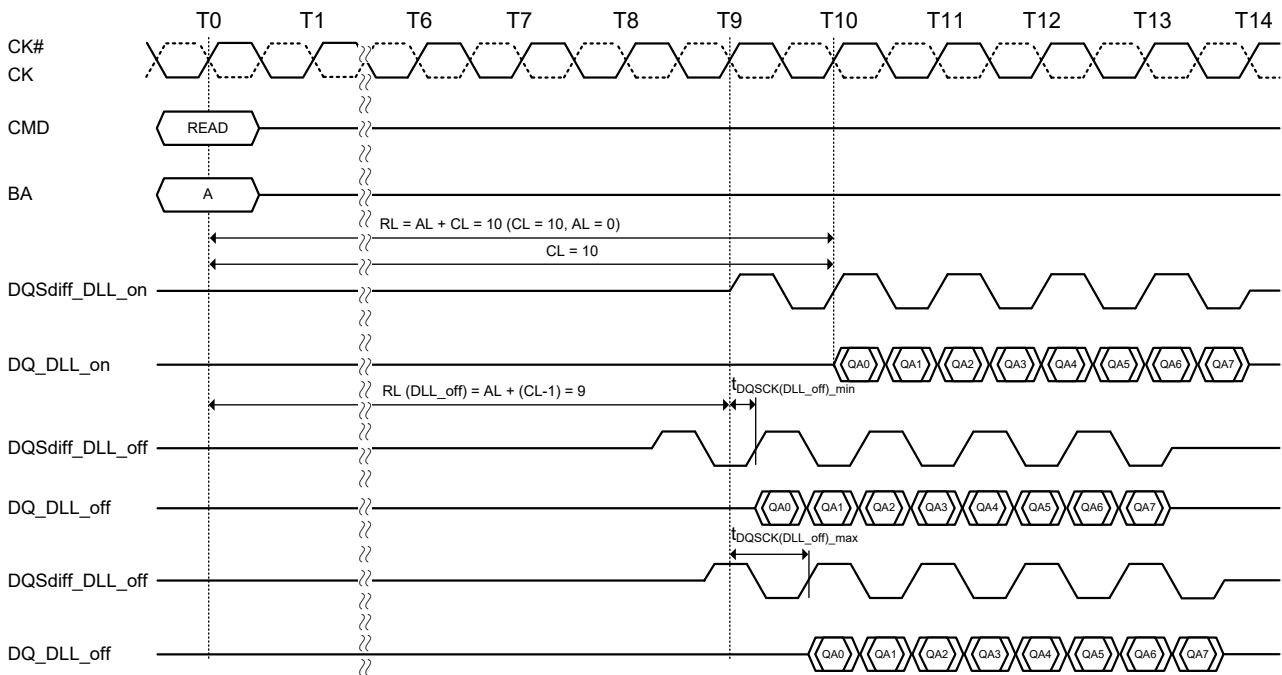 T0 T1 T6 T7 T8 T9 T10 T11 T12 T13 T14
CK#
CK
CMD READ
BA A
RL = AL + CL = 10 (CL = 10, AL = 0)
CL = 10
DQSdiff_DLL_on
DQ_DLL_on QA0 QA1 QA2 QA3 QA4 QA5 QA6 QA7
RL (DLL_off) = AL + (CL-1) = 9 tDQSCK(DLL_off)_min
DQSdiff_DLL_off
DQ_DLL_off QA0 QA1 QA2 QA3 QA4 QA5 QA6 QA7
tDQSCK(DLL_off)_max
DQSdiff_DLL_off
DQ_DLL_off QA0 QA1 QA2 QA3 QA4 QA5 QA6 QA7